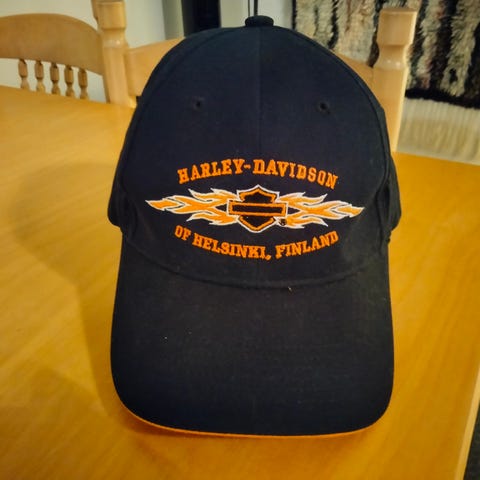 HARLEY-DAVIDSON
OF HELSINKI, FINLAND